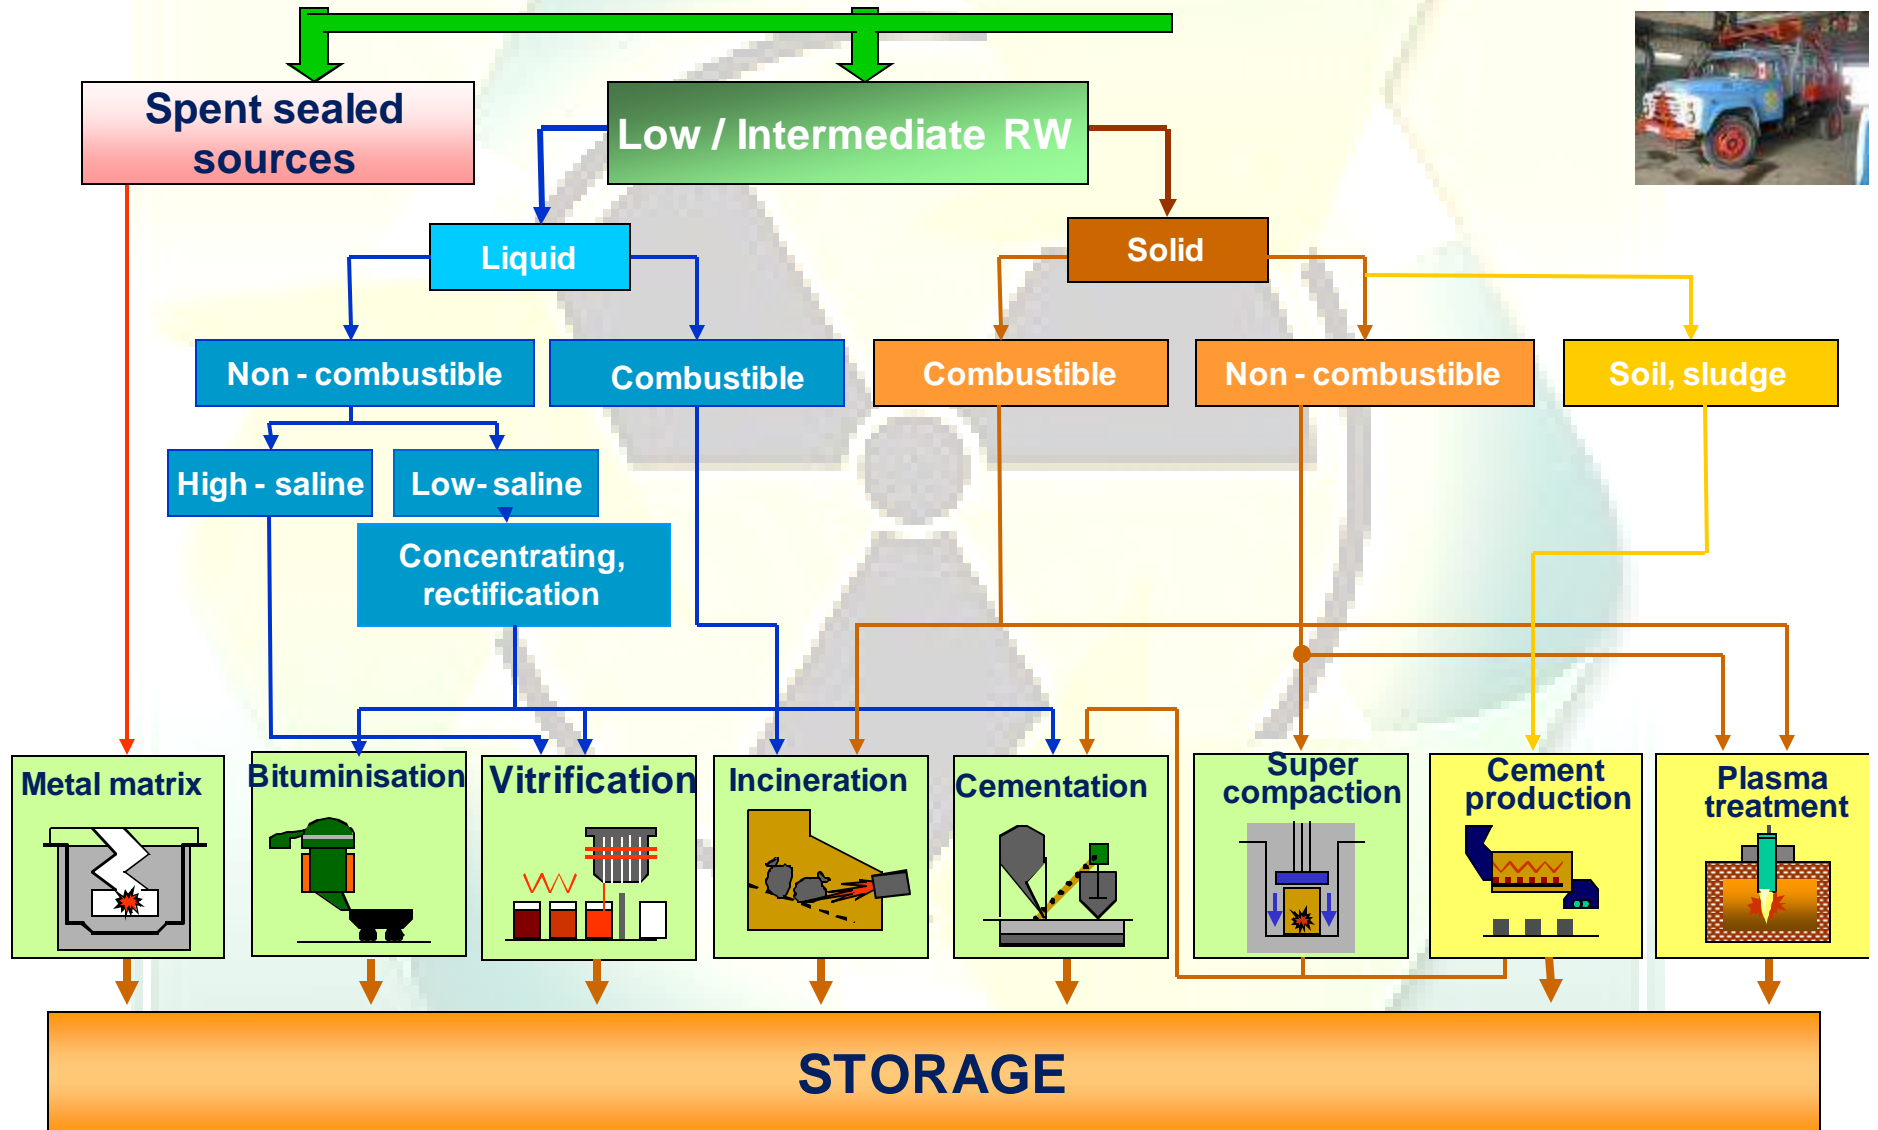 Spent sealed
sources
Low / Intermediate RW
Liquid
Solid
Non - combustible
Combustible
Combustible
Non - combustible
Soil, sludge
High - saline
Low- saline
Concentrating,
rectification
Metal matrix
Bituminisation
Vitrification
Incineration
Cementation
Super
compaction
Cement
production
Plasma
treatment
STORAGE